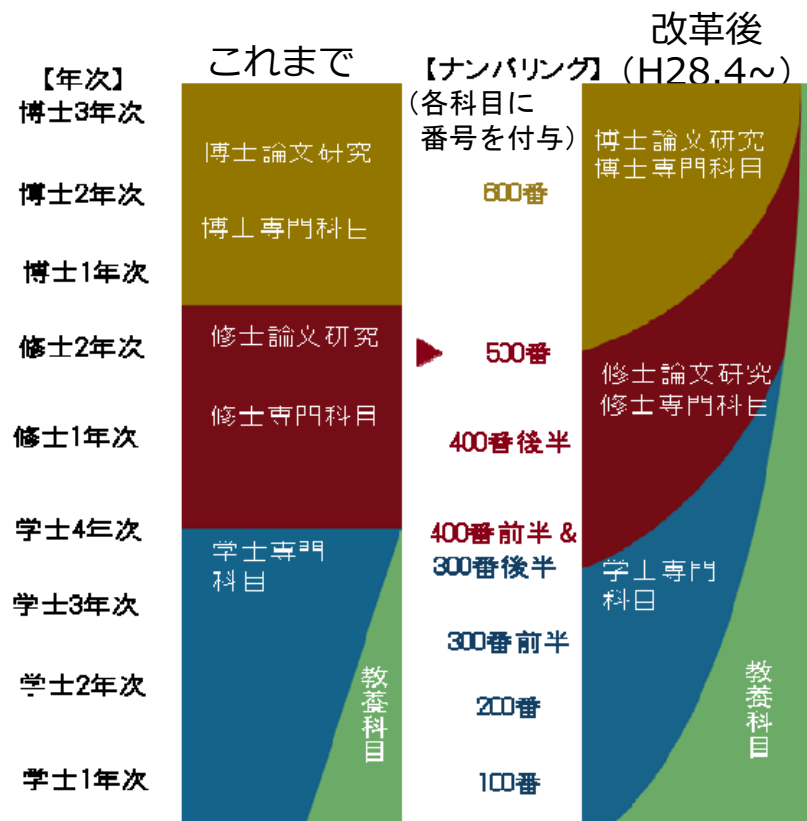 これまで
改革後
(H28.4~)
【年次】
【ナンバリング】
(各科目に
番号を付与)
博士3年次
博士2年次
博士1年次
修士2年次
修士1年次
学士4年次
学士3年次
学士2年次
学士1年次
博士論文研究
博士専門科目
修士論文研究
修士専門科目
学士専門
科目
教養科目
600番
500番
400番後半
400番前半&
300番後半
300番前半
200番
100番
博士論文研究
博士専門科目
修士論文研究
修士専門科目
学士専門
科目
教養科目